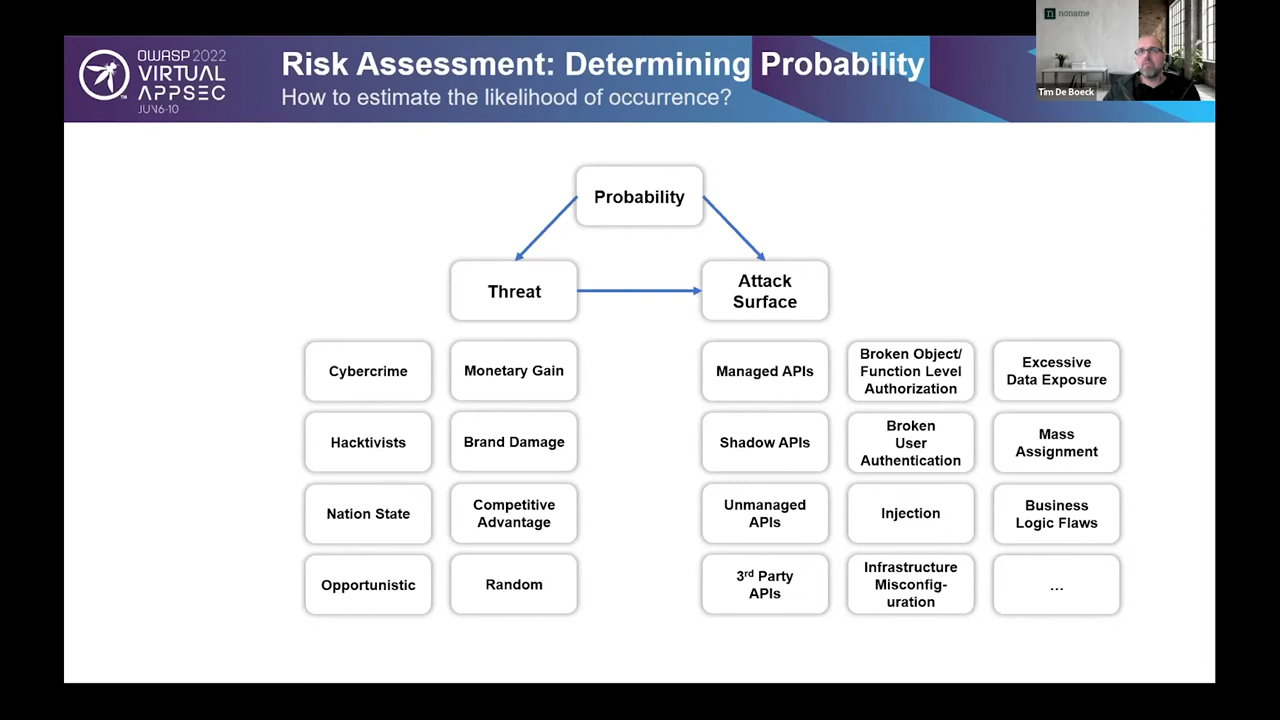 n noname
Tim De Boeck
OWASP 2022
VIRTUAL
APPSEC
JUN 6-10
TM
Risk Assessment: Determining Probability
How to estimate the likelihood of occurrence?
Probability
Threat
Attack
Surface
Cybercrime
Monetary Gain
Managed APIs
Broken Object/
Function Level
Authorization
Excessive
Data Exposure
Hacktivists
Brand Damage
Shadow APIs
Broken
User
Authentication
Mass
Assignment
Nation State
Competitive
Advantage
Unmanaged
APIs
Injection
Business
Logic Flaws
Opportunistic
Random
3rd Party
APIs
Infrastructure
Misconfig-
uration
...